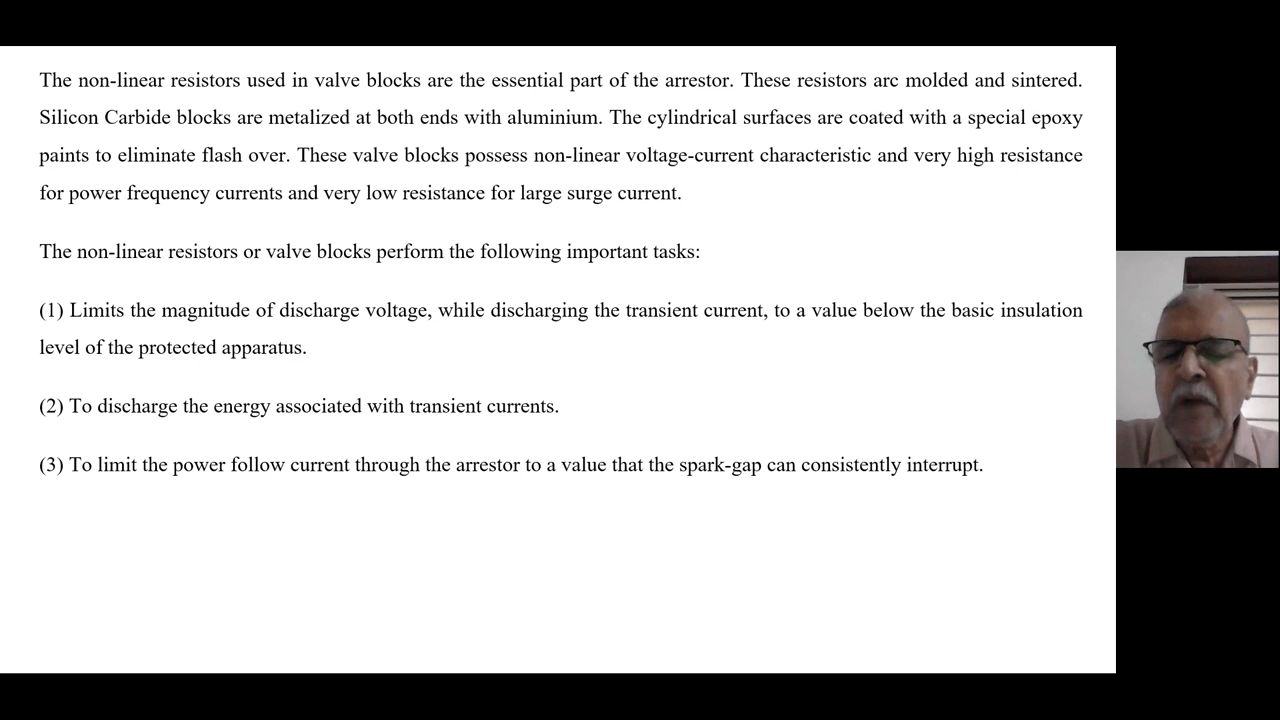 The non-linear resistors used in valve blocks are the essential part of the arrestor. These resistors arc molded and sintered.
Silicon Carbide blocks are metalized at both ends with aluminium. The cylindrical surfaces are coated with a special epoxy
paints to eliminate flash over. These valve blocks possess non-linear voltage-current characteristic and very high resistance
for power frequency currents and very low resistance for large surge current.
The non-linear resistors or valve blocks perform the following important tasks:
(1) Limits the magnitude of discharge voltage, while discharging the transient current, to a value below the basic insulation
level of the protected apparatus.
(2) To discharge the energy associated with transient currents.
(3) To limit the power follow current through the arrestor to a value that the spark-gap can consistently interrupt.